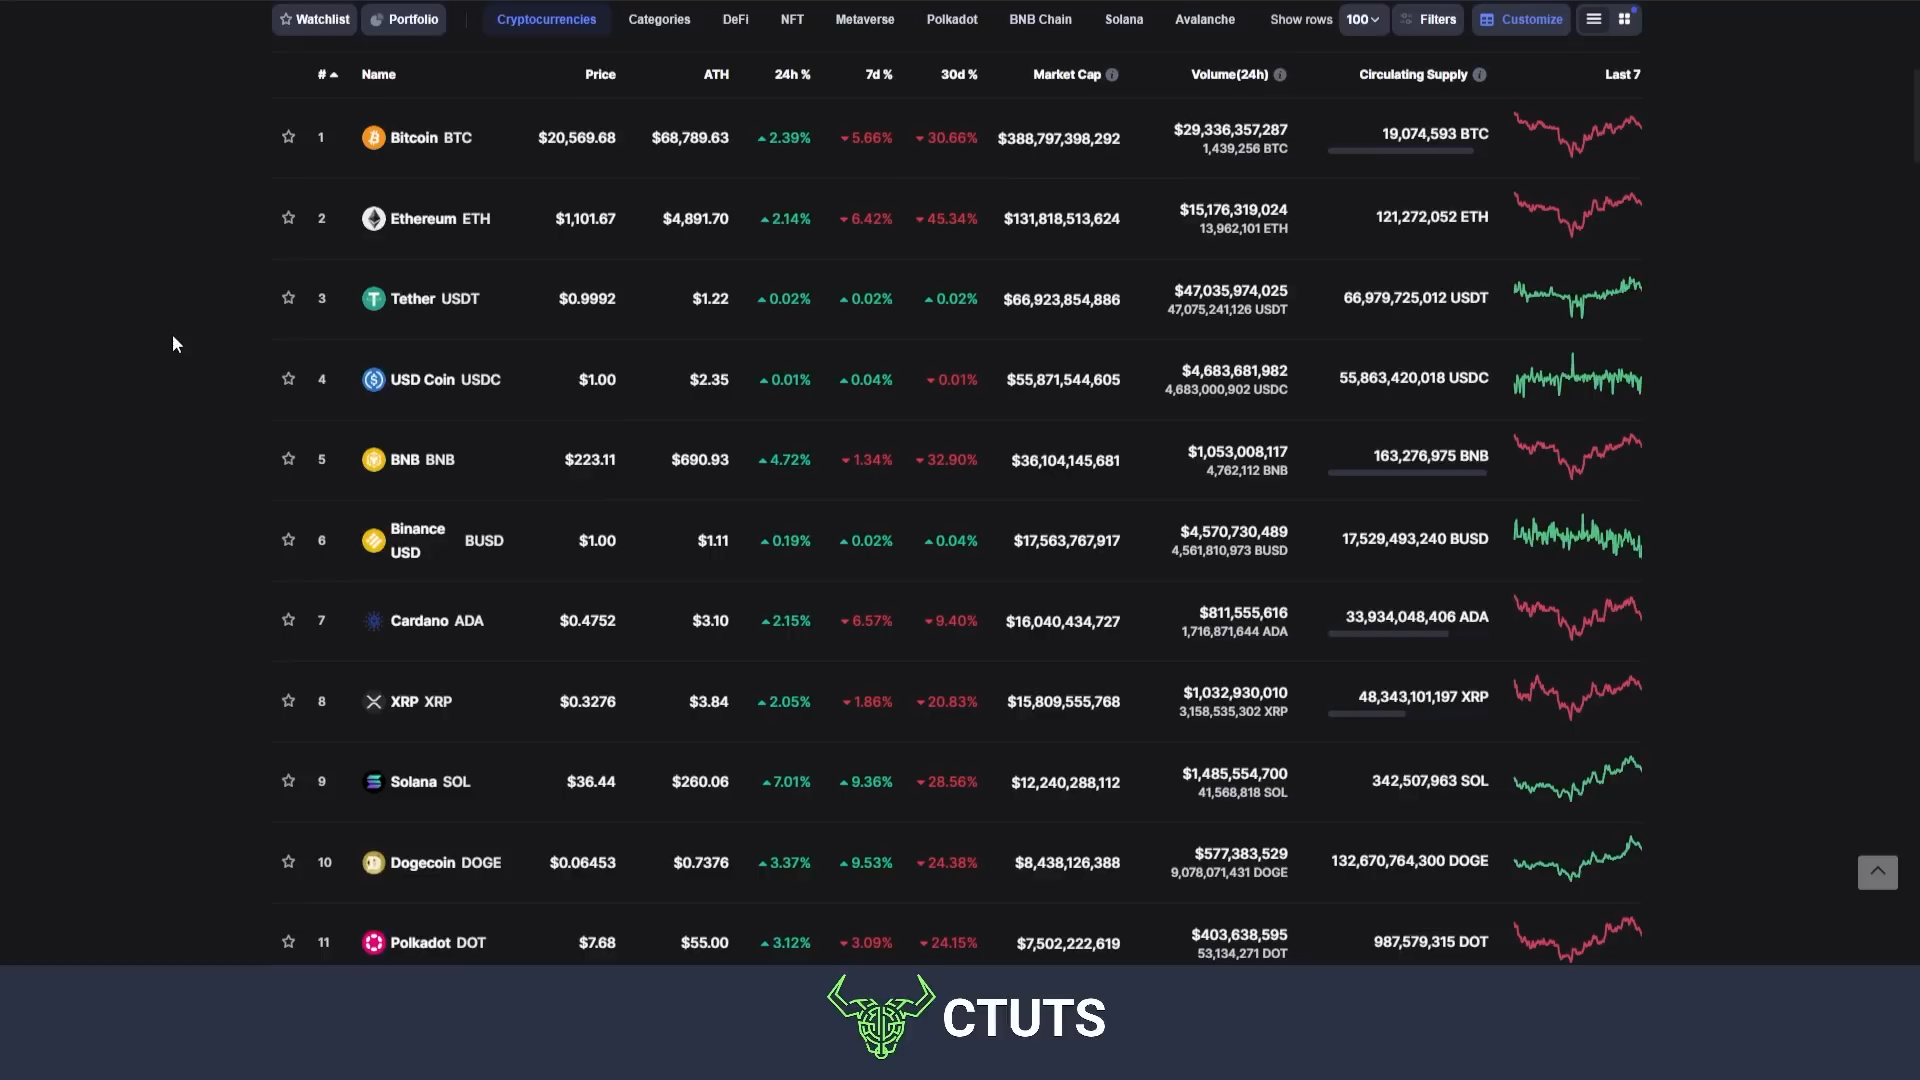 Watchlist Portfolio Cryptocurrencies Categories DeFi NFT Metaverse Polkadot BNB Chain Solana Avalanche Show rows 100 Filters Customize
# Name Price ATH 24h % 7d % 30d % Market Cap Volume(24h) Circulating Supply Last 7
1 Bitcoin BTC $20,569.68 $68,789.63 2.39% 5.66% 30.66% $388,797,398,292 $29,336,357,287 19,074,593 BTC
1,439,256 BTC
2 Ethereum ETH $1,101.67 $4,891.70 2.14% 6.42% 45.34% $131,818,513,624 $15,176,319,024 121,272,052 ETH
13,962,101 ETH
3 Tether USDT $0.9992 $1.22 0.02% 0.02% 0.02% $66,923,854,886 $47,035,974,025 66,979,725,012 USDT
47,075,241,126 USDT
4 USD Coin USDC $1.00 $2.35 0.01% 0.04% 0.01% $55,871,544,605 $4,683,681,982 55,863,420,018 USDC
4,683,000,902 USDC
5 BNB BNB $223.11 $690.93 4.72% 1.34% 32.90% $36,104,145,681 $1,053,008,117 163,276,975 BNB
4,762,112 BNB
6 Binance USD BUSD $1.00 $1.11 0.19% 0.02% 0.04% $17,563,767,917 $4,570,730,489 17,529,493,240 BUSD
4,561,810,973 BUSD
7 Cardano ADA $0.4752 $3.10 2.15% 6.57% 9.40% $16,040,434,727 $811,555,616 33,934,048,406 ADA
1,716,871,644 ADA
8 XRP XRP $0.3276 $3.84 2.05% 1.86% 20.83% $15,809,555,768 $1,032,930,010 48,343,101,197 XRP
3,158,535,302 XRP
9 Solana SOL $36.44 $260.06 7.01% 9.36% 28.56% $12,240,288,112 $1,485,554,700 342,507,963 SOL
41,568,818 SOL
10 Dogecoin DOGE $0.06453 $0.7376 3.37% 9.53% 24.38% $8,438,126,388 $577,383,529 132,670,764,300 DOGE
9,078,071,431 DOGE
11 Polkadot DOT $7.68 $55.00 3.12% 3.09% 24.15% $7,502,222,619 $403,638,595 987,579,315 DOT
53,134,271 DOT
CTUTS